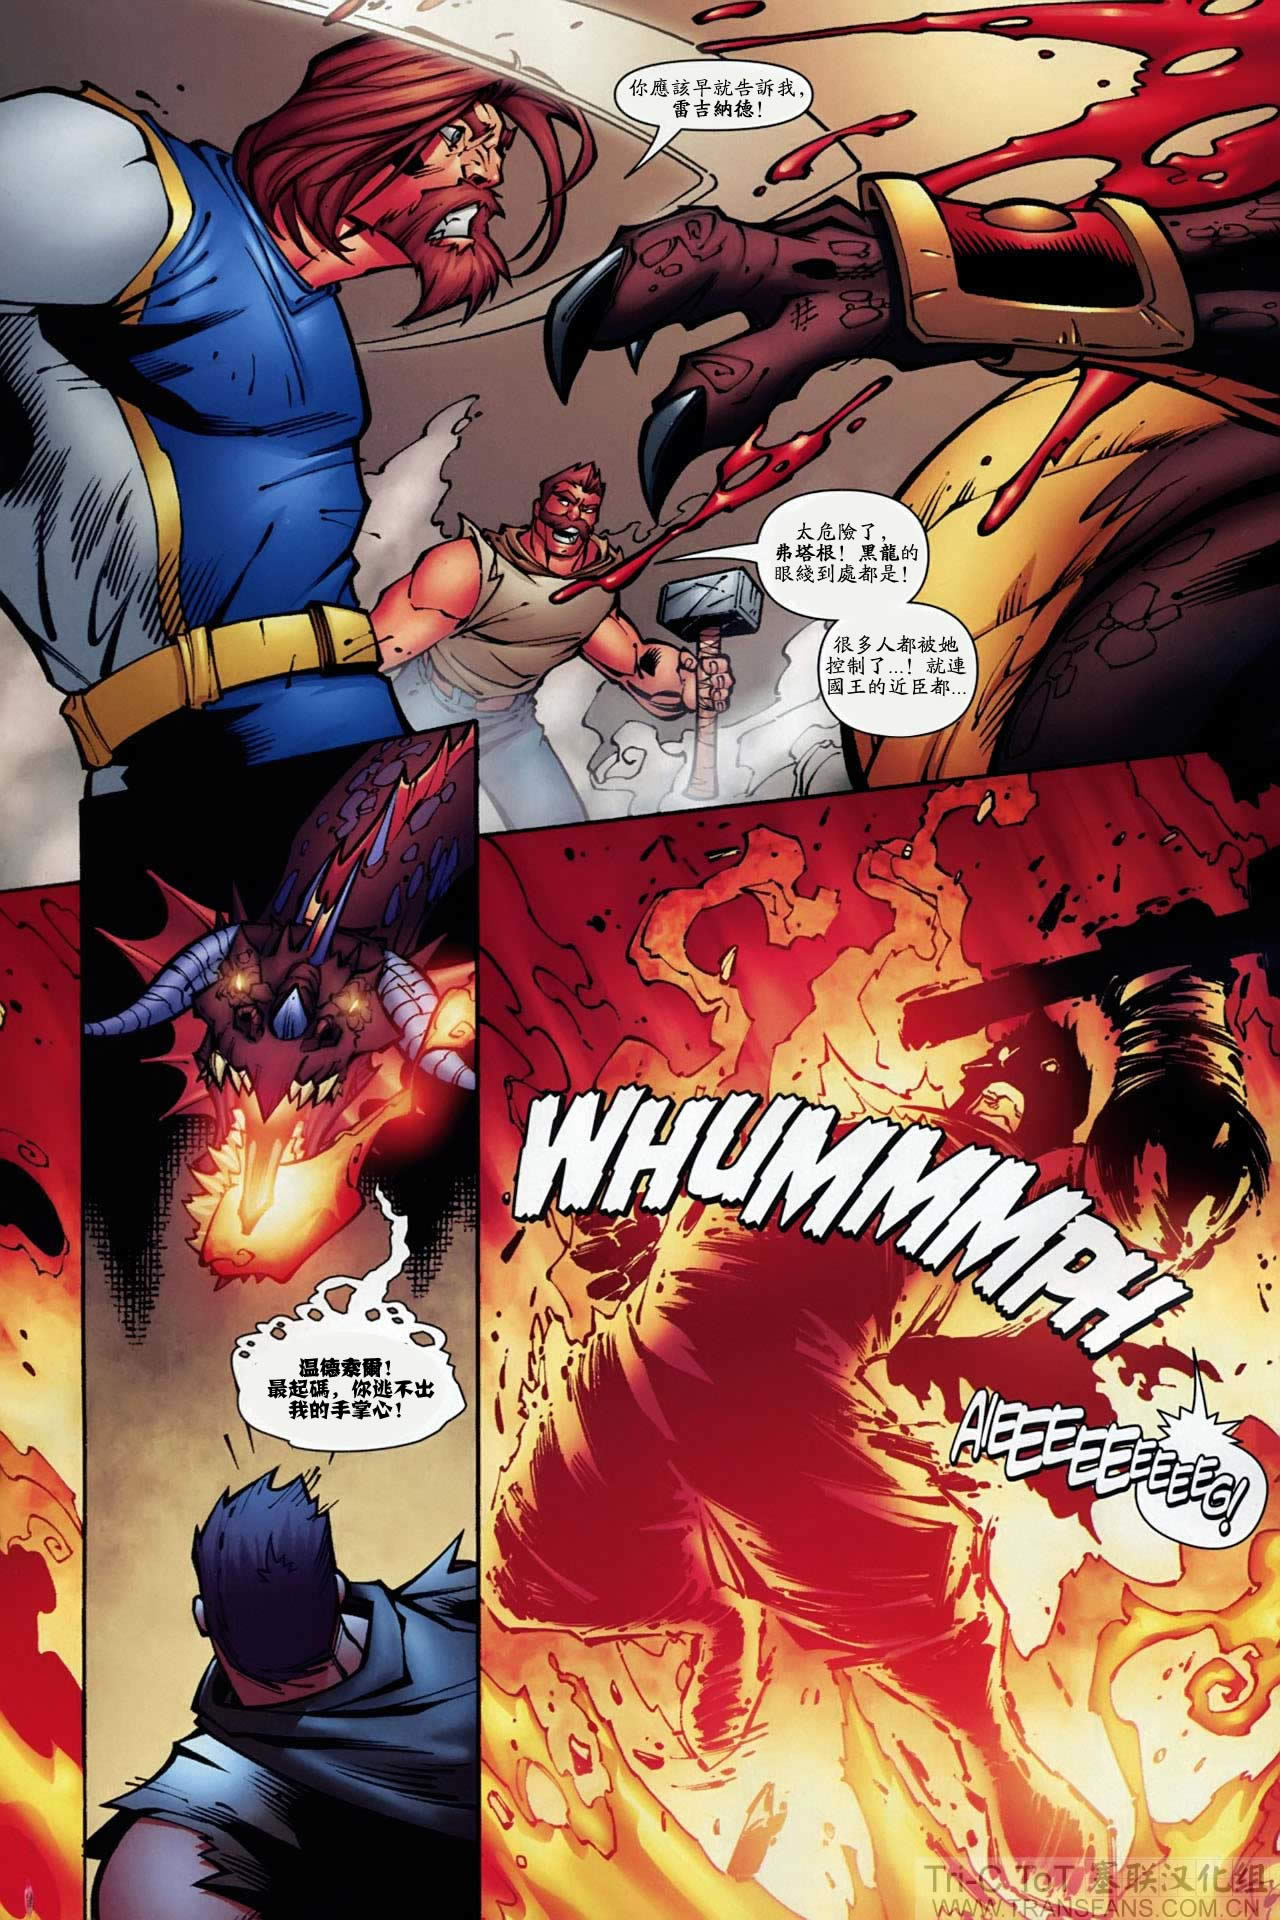 你應該早就告訴我，
雷吉納德！
太危險了，
弗塔根！黑龍的
眼綫到處都是！
很多人都被她
控制了...！就連
國王的近臣都...
温德索爾！
最起碼，你逃不出
我的手掌心！
WHUMMMPH
AIEEEEEEEEEG!
Tri-C.ToT 塞联汉化组
WWW.TRANSFANS.COM.CN